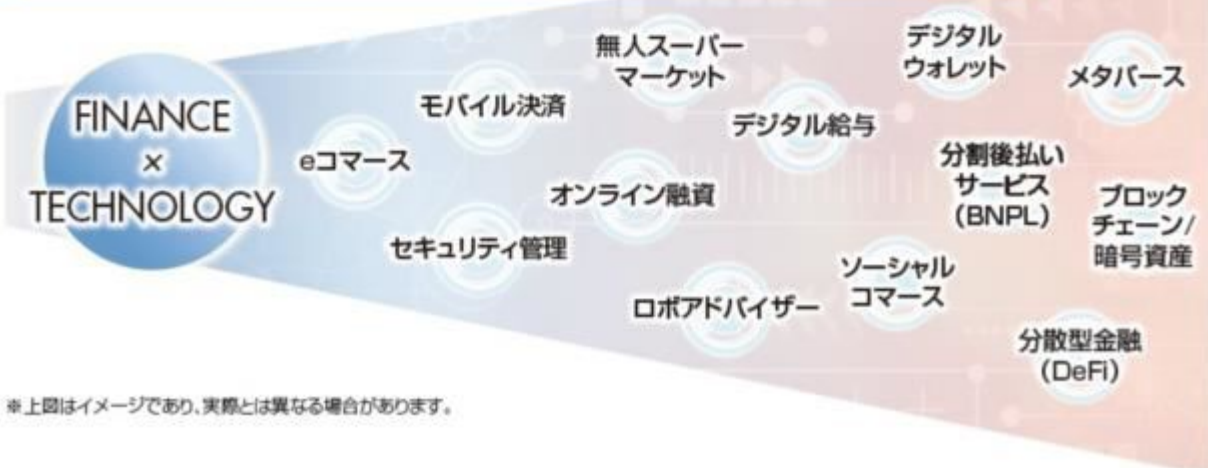 FINANCE
×
TECHNOLOGY
eコマース
モバイル決済
セキュリティ管理
無人スーパー
マーケット
オンライン融資
ロボアドバイザー
デジタル給与
デジタル
ウォレット
ソーシャル
コマース
分割後払い
サービス
(BNPL)
メタバース
ブロック
チェーン/
暗号資産
分散型金融
(DeFi)
※上図はイメージであり、実際とは異なる場合があります。